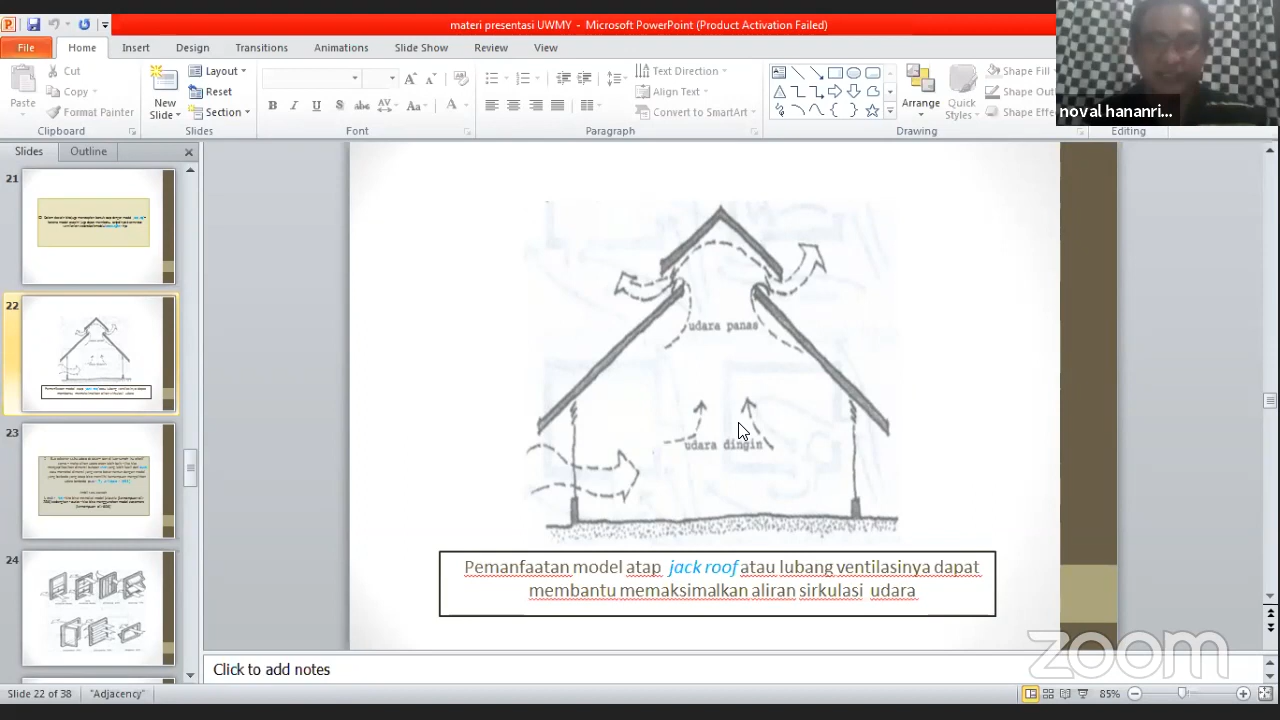 materi presentasi UWMY - Microsoft PowerPoint (Product Activation Failed)
File Home Insert Design Transitions Animations Slide Show Review View
Paste
Cut
Copy
Format Painter
Clipboard
New Slide
Layout
Reset
Section
Slides
Font
Text Direction
Align Text
Convert to SmartArt
Paragraph
Arrange
Quick Styles
Shape Fill
Shape Ou
Shape Effe
Drawing
Editing
noval hananri...
Slides Outline
21
22
23
24
udara panas
udara dingin
Pemanfaatan model atap jack roof atau lubang ventilasinya dapat
membantu memaksimalkan aliran sirkulasi udara
zoom
Click to add notes
Slide 22 of 38 "Adjacency" 85%